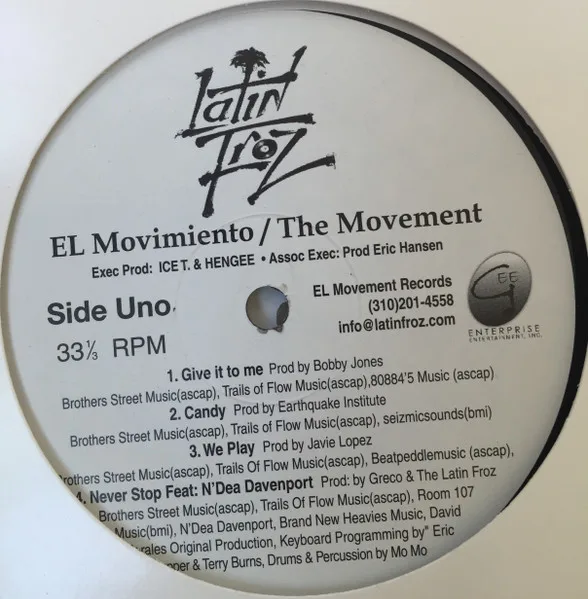 Latin
Froz
EL Movimiento / The Movement
Exec Prod: ICE T. & HENGEE • Assoc Exec: Prod Eric Hansen
Side Uno
33⅓ RPM
EL Movement Records
(310)201-4558
info@latinfroz.com
GEE
ENTERPRISE
ENTERTAINMENT, INC.
1. Give it to me Prod by Bobby Jones
Brothers Street Music(ascap), Trails of Flow Music(ascap),80884'5 Music (ascap)
2. Candy Prod by Earthquake Institute
Brothers Street Music(ascap), Trails of Flow Music(ascap), seizmicsounds(bmi)
3. We Play Prod by Javie Lopez
Brothers Street Music(ascap), Trails Of Flow Music(ascap), Beatpeddlemusic (ascap),
4. Never Stop Feat: N'Dea Davenport Prod: by Greco & The Latin Froz
Brothers Street Music(ascap), Trails Of Flow Music(ascap), Room 107
Music(bmi), N'Dea Davenport, Brand New Heavies Music, David
Original Production, Keyboard Programming by" Eric
& Terry Burns, Drums & Percussion by Mo Mo